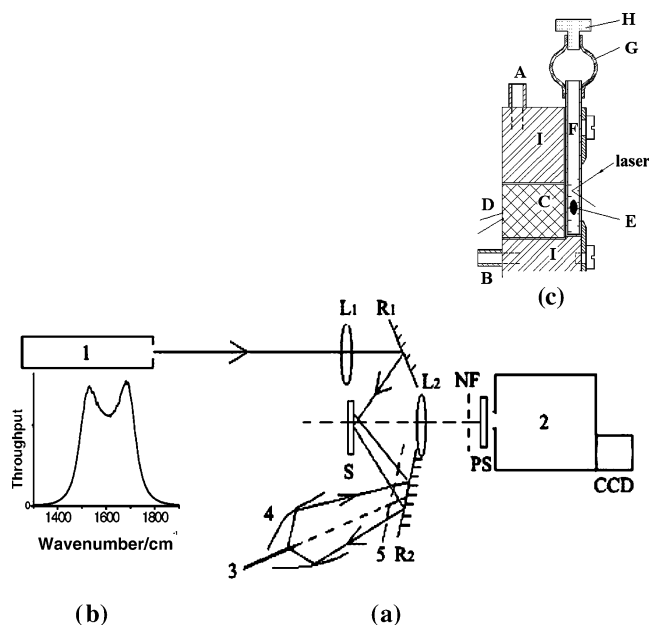 H
G
A
F
I
laser
D
C
E
I
B
(c)
L1
R1
1
L2
NF
2
S
PS
CCD
Throughput
4
3
5
R2
1400
1600
1800
Wavenumber/cm⁻
(b)
(a)